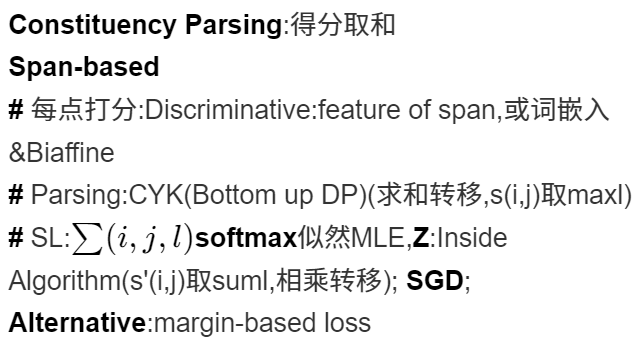 Constituency Parsing:得分取和
Span-based
# 每点打分:Discriminative:feature of span,或词嵌入
&Biaffine
# Parsing:CYK(Bottom up DP)(求和转移,s(i,j)取maxl)
# SL:∑(i, j, l)softmax似然MLE,Z:Inside
Algorithm(s'(i,j)取suml,相乘转移); SGD;
Alternative:margin-based loss